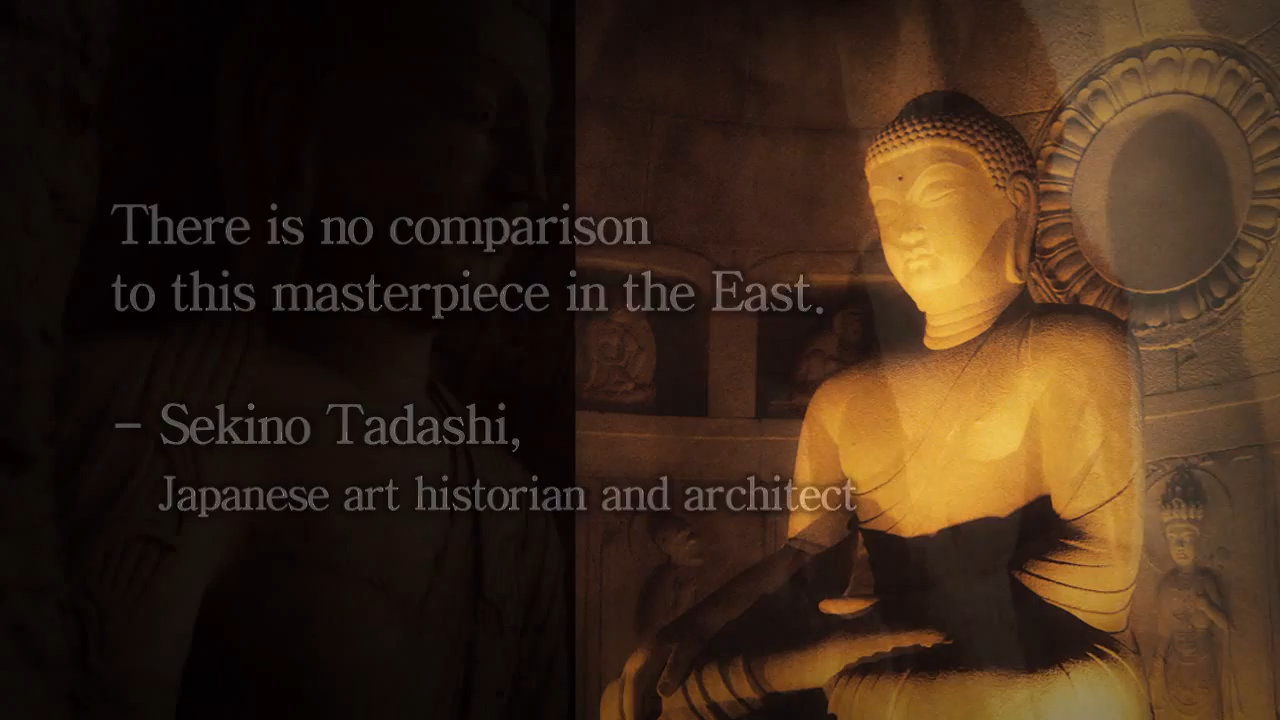 There is no comparison
to this masterpiece in the East.
– Sekino Tadashi,
Japanese art historian and architect